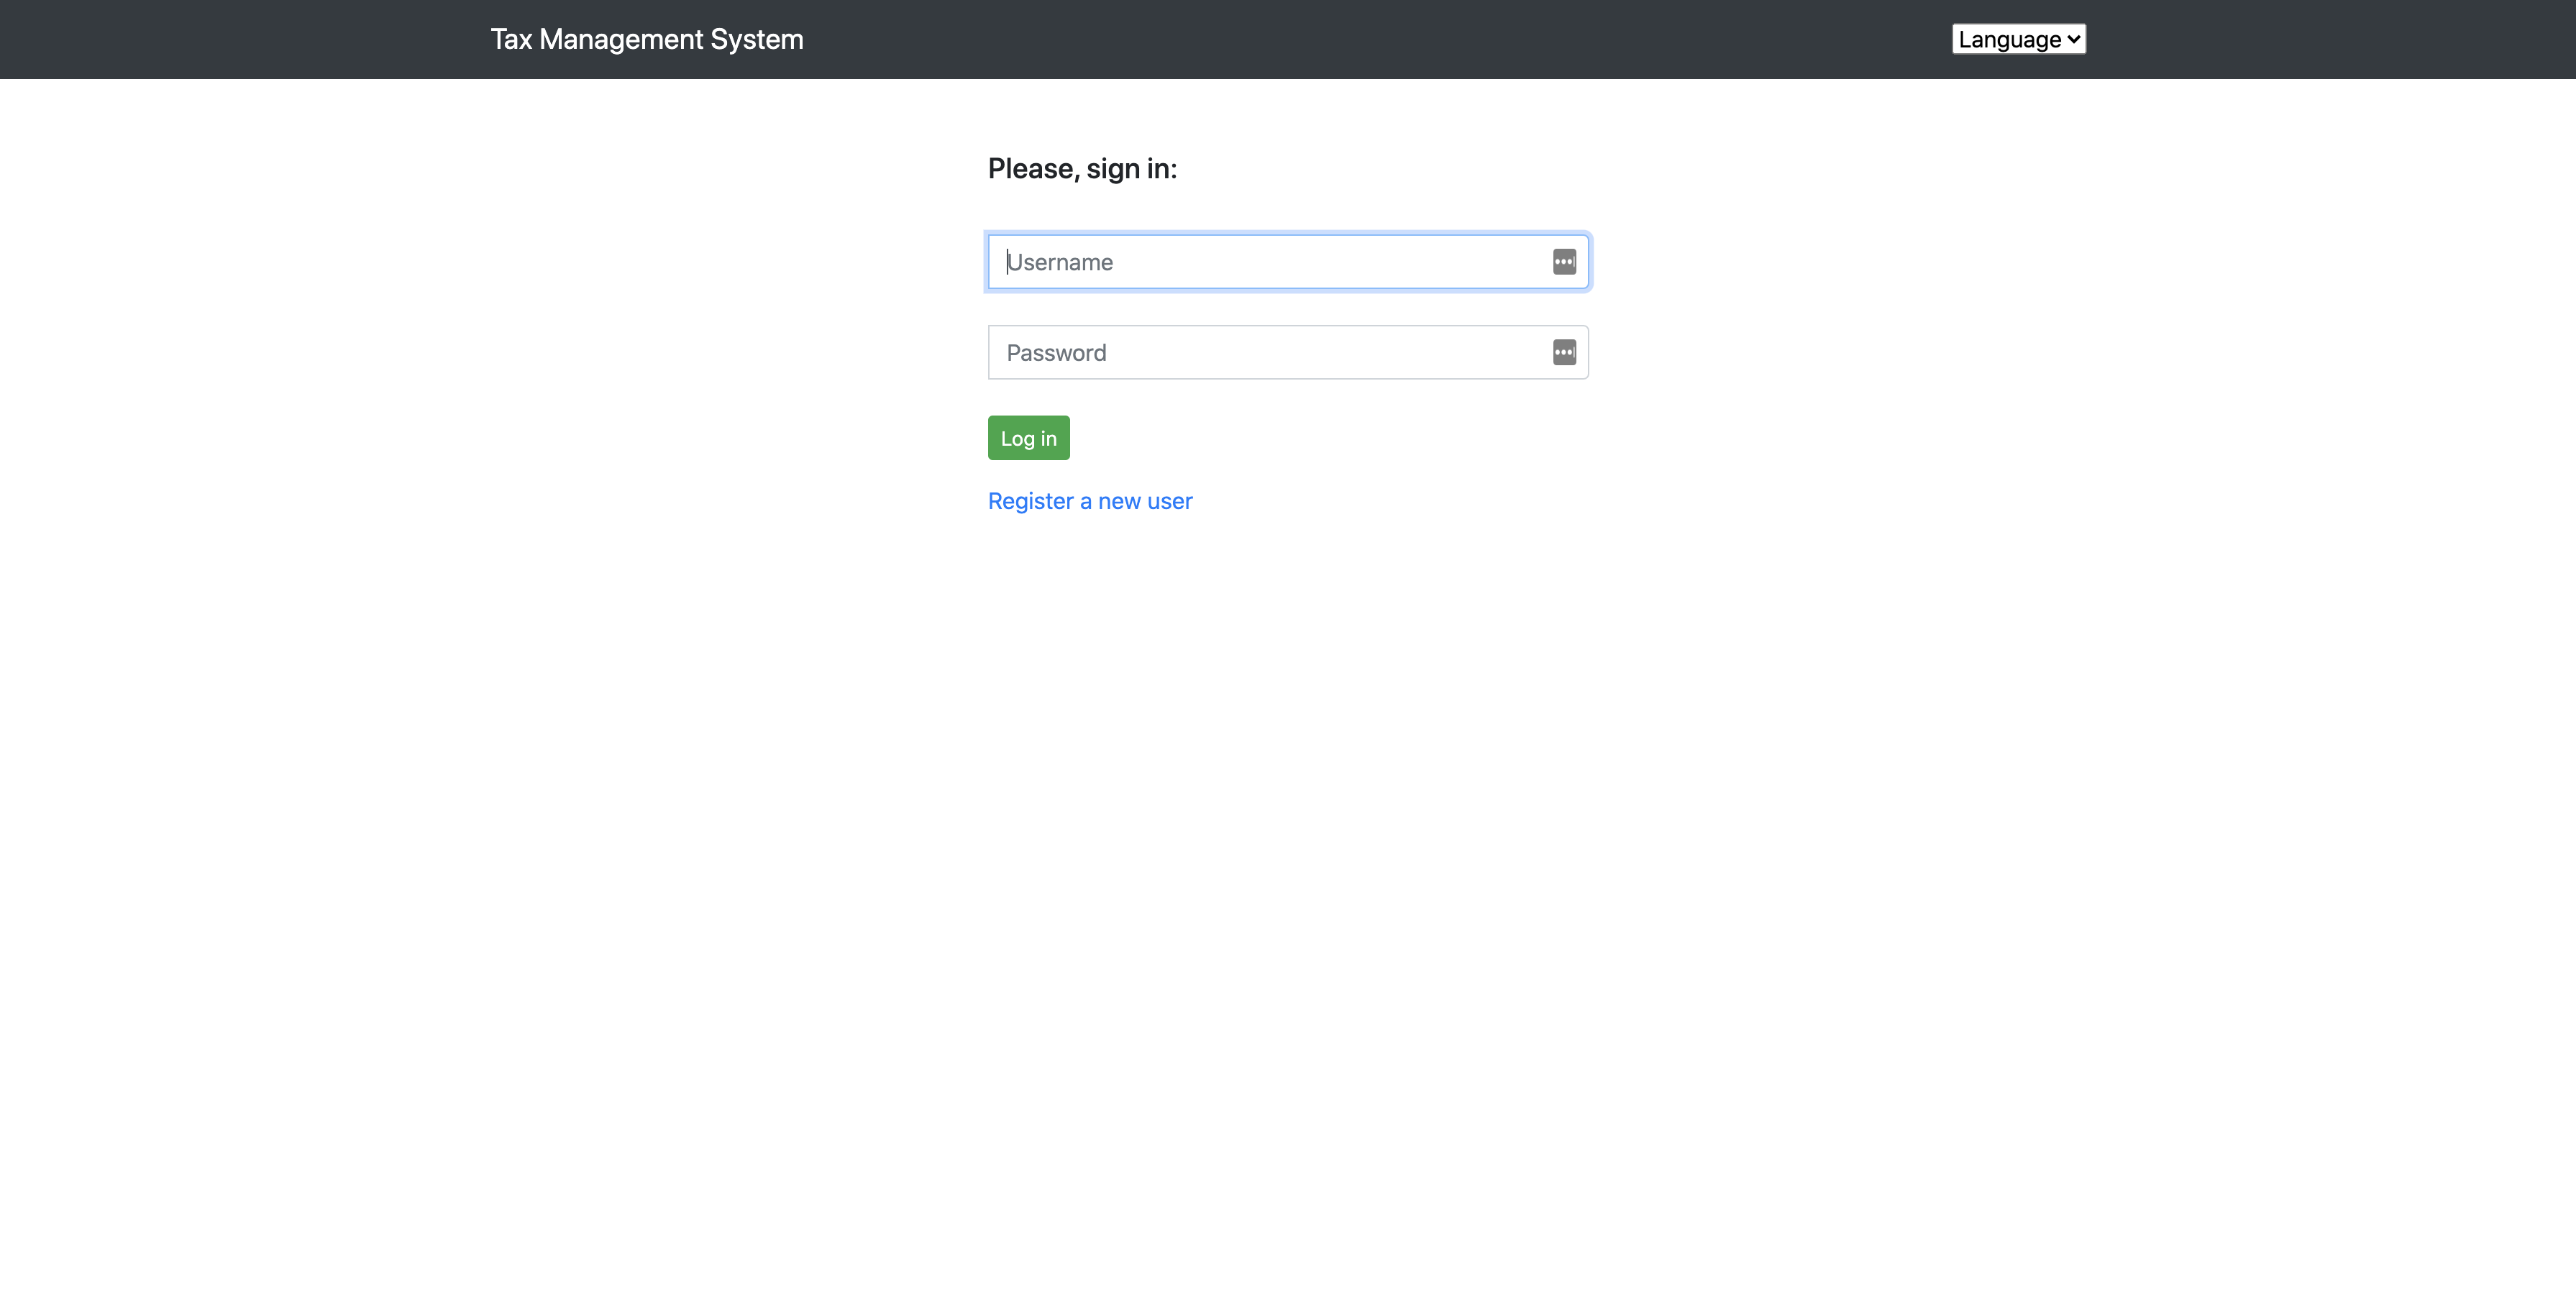 Tax Management System
Language
Please, sign in:
Username
Password
Log in
Register a new user